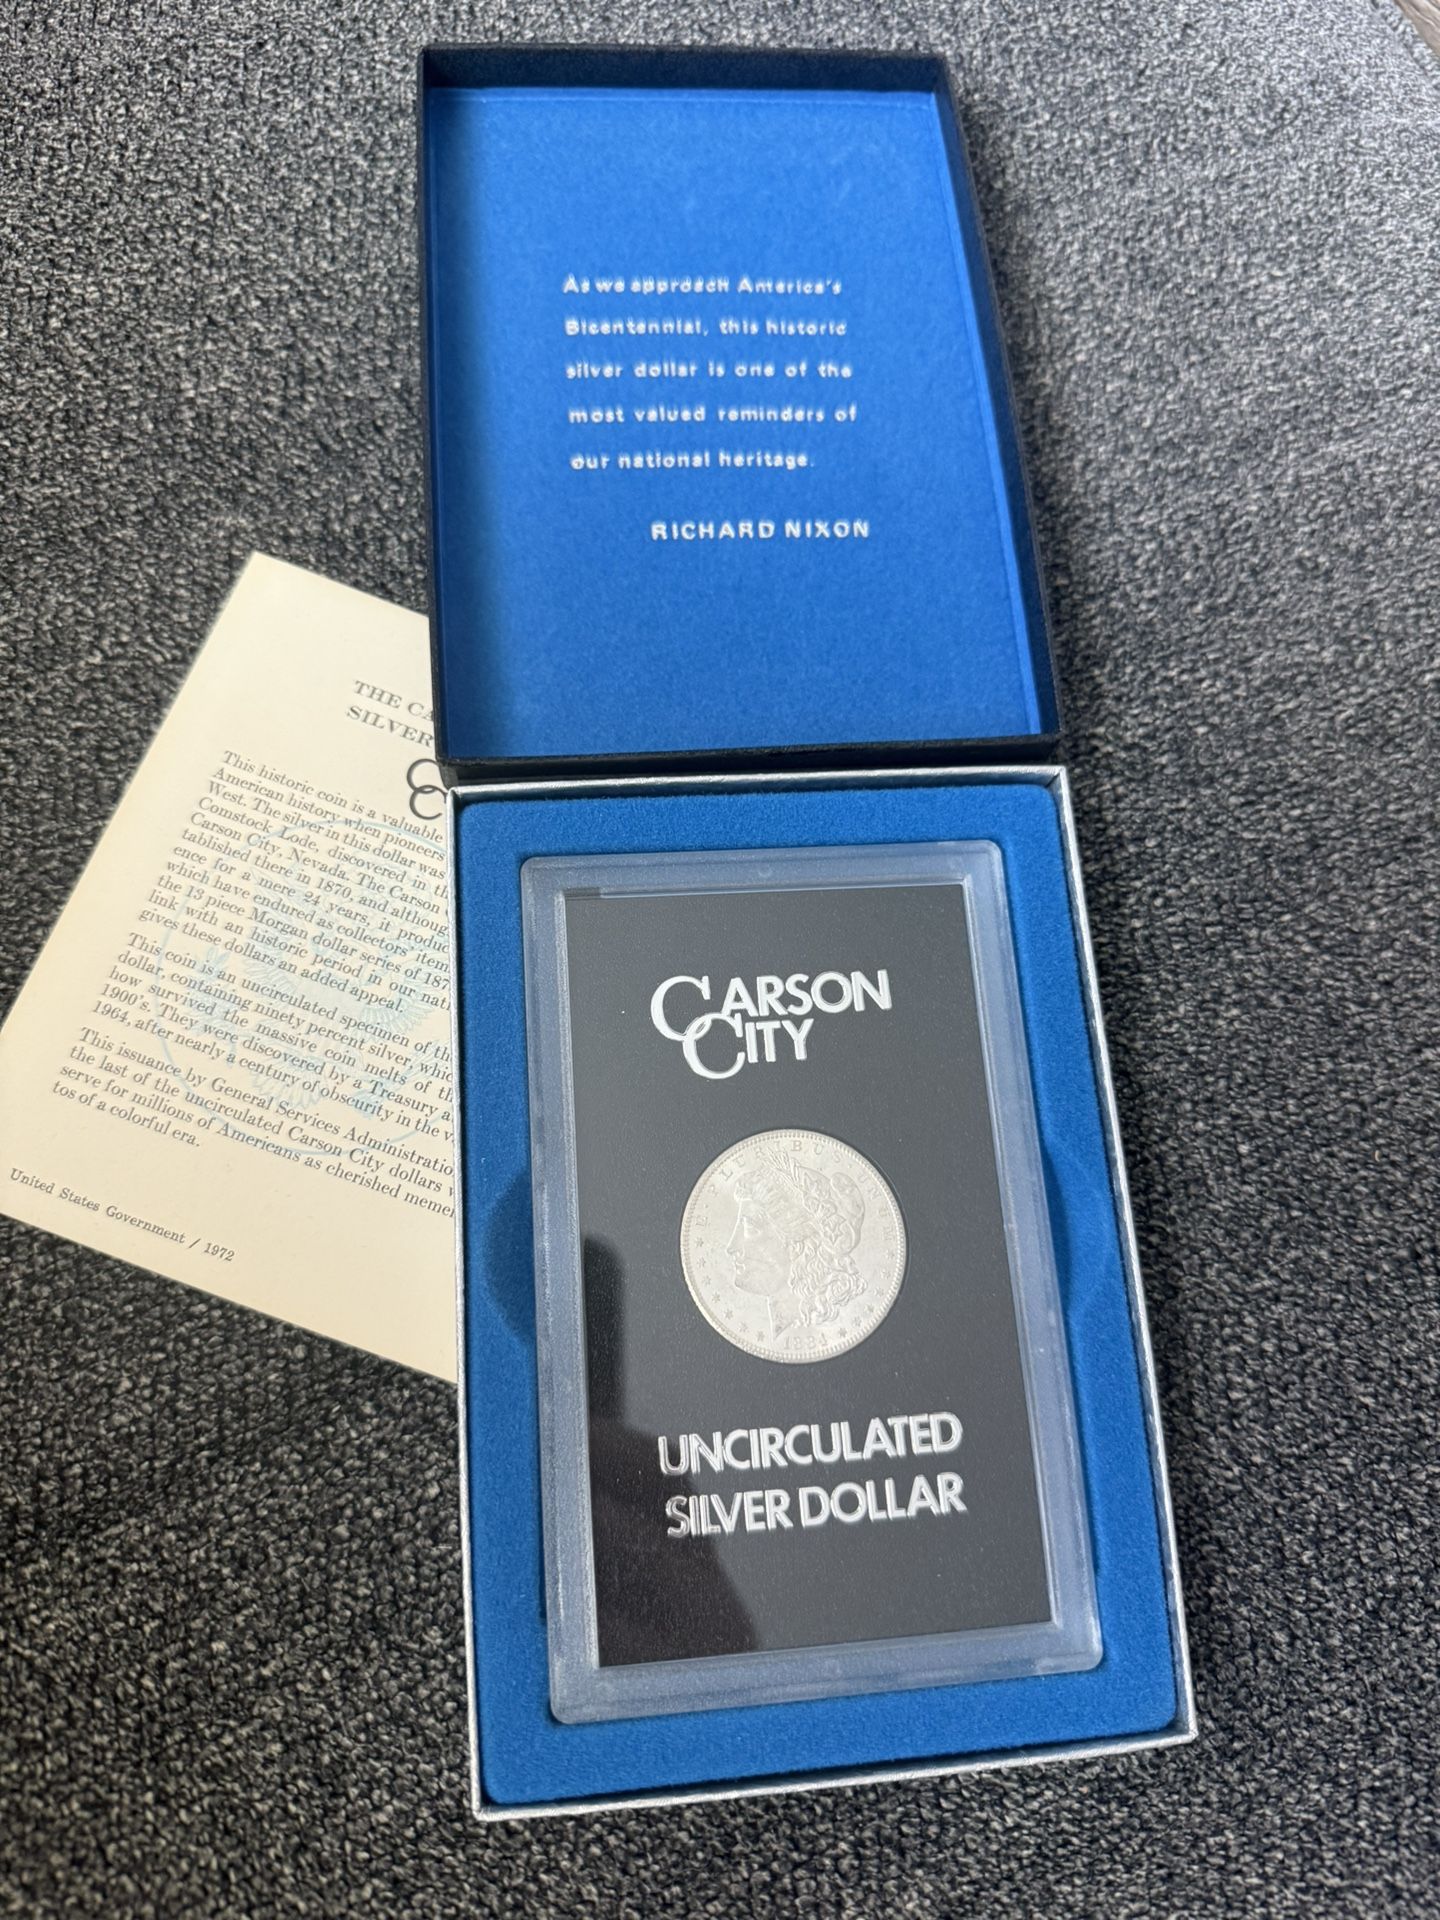 As we approach America's
Bicentennial, this historic
silver dollar is one of the
most valued reminders of
our national heritage.
RICHARD NIXON
THE CA
SILVER
CC
This historic coin is a valuable
American history when pioneers
West. The silver in this dollar was
Comstock Lode, discovered in th
Carson City, Nevada. The Carson
tablished there in 1870, and althoug
ence for a mere 24 years, it produc
which have endured as collectors' item
the 13 piece Morgan dollar series of 187
link with an historic period in our nati
gives these dollars an added appeal.
This coin is an uncirculated specimen of the
dollar, containing ninety percent silver, whic
how survived the massive coin melts of th
1900's. They were discovered by a Treasury a
1964, after nearly a century of obscurity in the v
This issuance by General Services Administratio
the last of the uncirculated Carson City dollars w
serve for millions of Americans as cherished memen
tos of a colorful era.
United States Government / 1972
CARSON
CITY
E·PLURIBUS·UNUM
1884
UNCIRCULATED
SILVER DOLLAR